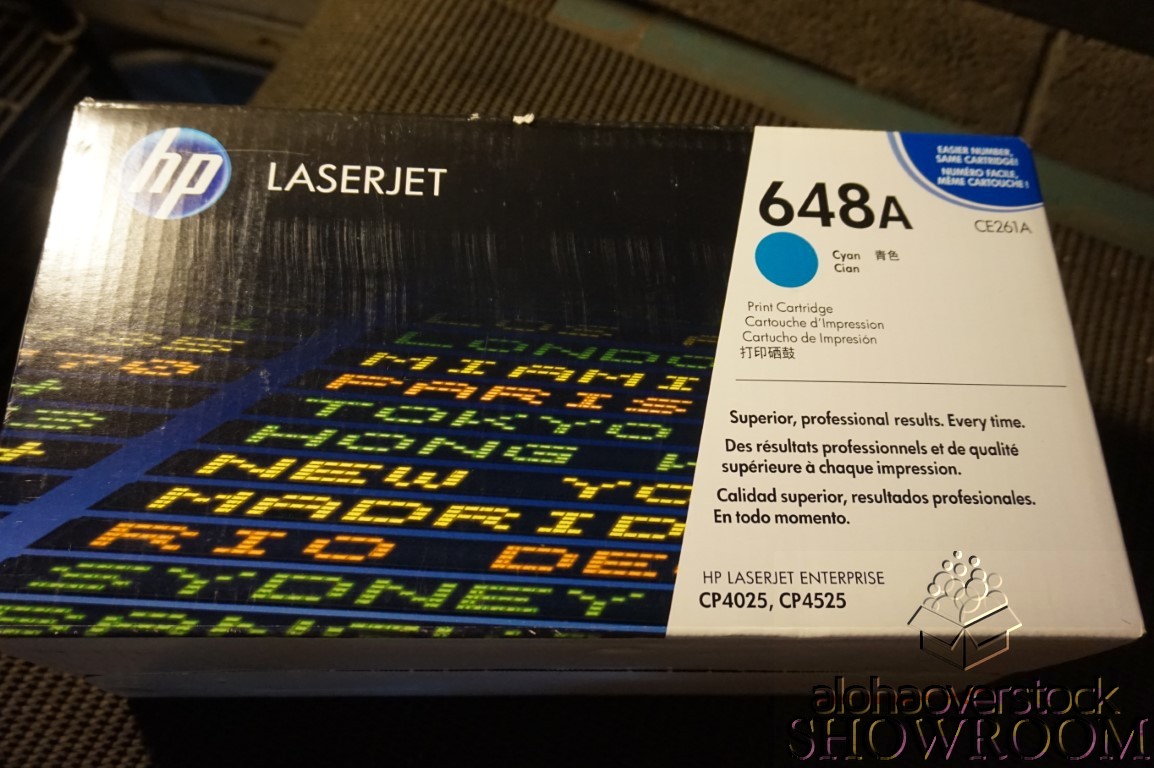 hp
LASERJET
EASIER NUMBER,
SAME CARTRIDGE!
NUMÉRO FACILE,
MÊME CARTOUCHE !
648A
CE261A
Cyan 青色
Cian
Print Cartridge
Cartouche d'Impression
Cartucho de Impresión
打印硒鼓
Superior, professional results. Every time.
Des résultats professionnels et de qualité
supérieure à chaque impression.
Calidad superior, resultados profesionales.
En todo momento.
HP LASERJET ENTERPRISE
CP4025, CP4525
LOS A
LONDO
MIAMI
PARIS
TOKYO
HONG K
NEW YO
MADRID
RIO DE
SYDNEY
alohaoverstock
SHOWROOM